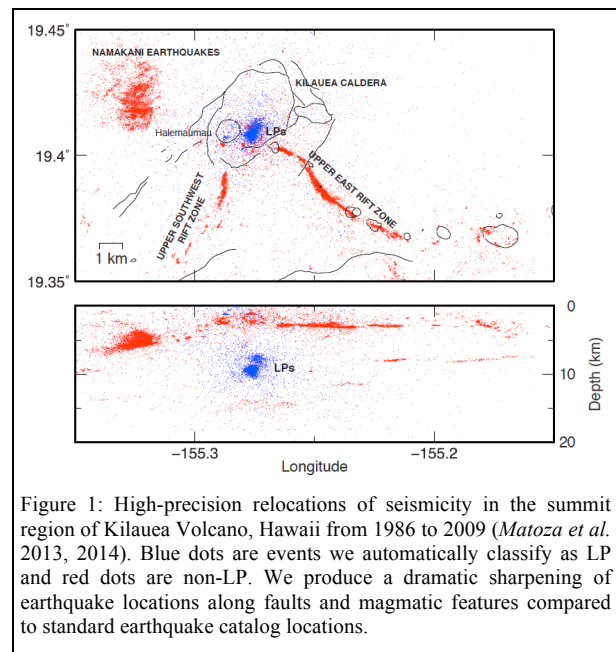 19.45°
NAMAKANI EARTHQUAKES
KILAUEA CALDERA
Halemaumau
LPs
19.4°
UPPER SOUTHWEST
RIFT ZONE
UPPER EAST RIFT ZONE
1 km
19.35°
0
LPs
10
Depth (km)
20
−155.3
−155.2
Longitude
Figure 1: High-precision relocations of seismicity in the summit
region of Kilauea Volcano, Hawaii from 1986 to 2009 (Matoza et al.
2013, 2014). Blue dots are events we automatically classify as LP
and red dots are non-LP. We produce a dramatic sharpening of
earthquake locations along faults and magmatic features compared
to standard earthquake catalog locations.